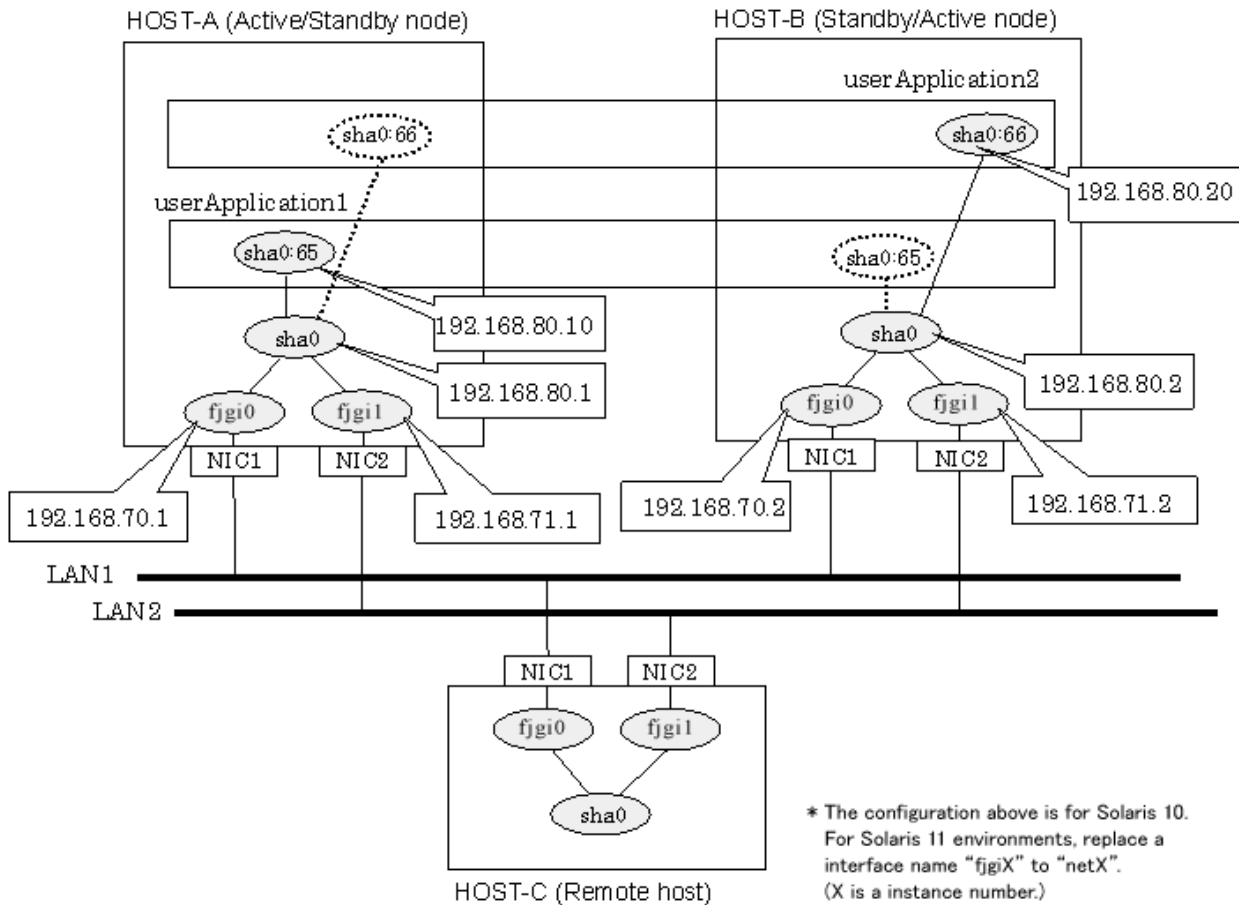 HOST-A (Active/Standby node)
HOST-B (Standby/Active node)
userApplication2
sha0:66
sha0:66
192.168.80.20
userApplication1
sha0:65
sha0:65
192.168.80.10
sha0
sha0
192.168.80.1
192.168.80.2
fjgi0
fjgi1
fjgi0
fjgi1
NIC1
NIC2
NIC1
NIC2
192.168.70.1
192.168.71.1
192.168.70.2
192.168.71.2
LAN1
LAN2
NIC1
NIC2
fjgi0
fjgi1
sha0
HOST-C (Remote host)
* The configuration above is for Solaris 10.
For Solaris 11 environments, replace a
interface name “fjgiX” to “netX”.
(X is a instance number.)